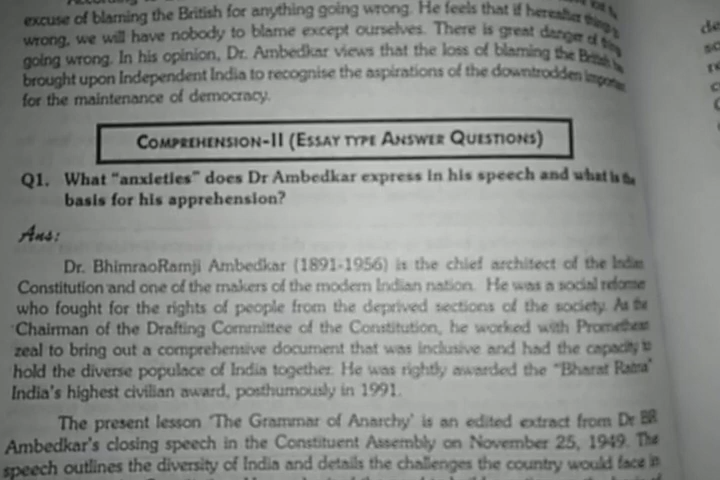 excuse of blaming the British for anything going wrong. He feels that if hereafter things
wrong, we will have nobody to blame except ourselves. There is great danger of things
going wrong. In his opinion, Dr. Ambedkar views that the loss of blaming the British has
brought upon Independent India to recognise the aspirations of the downtrodden important
for the maintenance of democracy.
COMPREHENSION-II (ESSAY TYPE ANSWER QUESTIONS)
Q1. What "anxieties" does Dr Ambedkar express in his speech and what is the
basis for his apprehension?
Ans:
Dr. BhimraoRamji Ambedkar (1891-1956) is the chief architect of the Indian
Constitution and one of the makers of the modern Indian nation. He was a social reformer
who fought for the rights of people from the deprived sections of the society. As the
Chairman of the Drafting Committee of the Constitution, he worked with Promethean
zeal to bring out a comprehensive document that was inclusive and had the capacity to
hold the diverse populace of India together. He was rightly awarded the "Bharat Ratna"
India's highest civilian award, posthumously in 1991.
The present lesson 'The Grammar of Anarchy' is an edited extract from Dr BR
Ambedkar's closing speech in the Constituent Assembly on November 25, 1949. The
speech outlines the diversity of India and details the challenges the country would face in